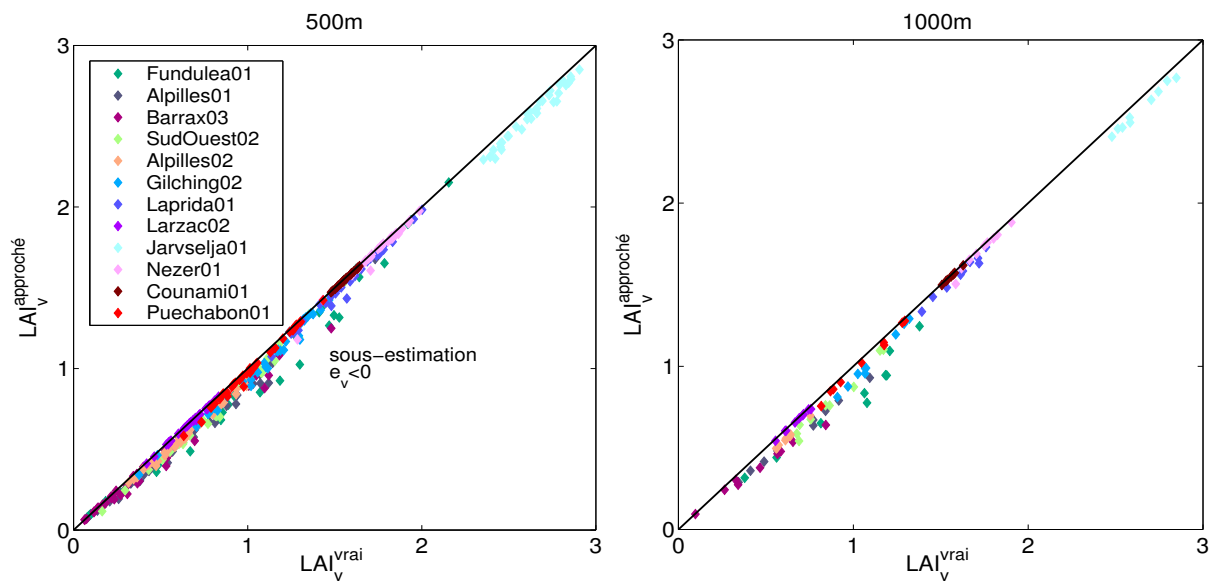 500m
3
2
1
0
0
1
2
3
LAI_v^approché
LAI_v^vrai
Fundulea01
Alpilles01
Barrax03
SudOuest02
Alpilles02
Gilching02
Laprida01
Larzac02
Jarvselja01
Nezer01
Counami01
Puechabon01
sous−estimation
e_v<0
1000m
3
2
1
0
0
1
2
3
LAI_v^approché
LAI_v^vrai